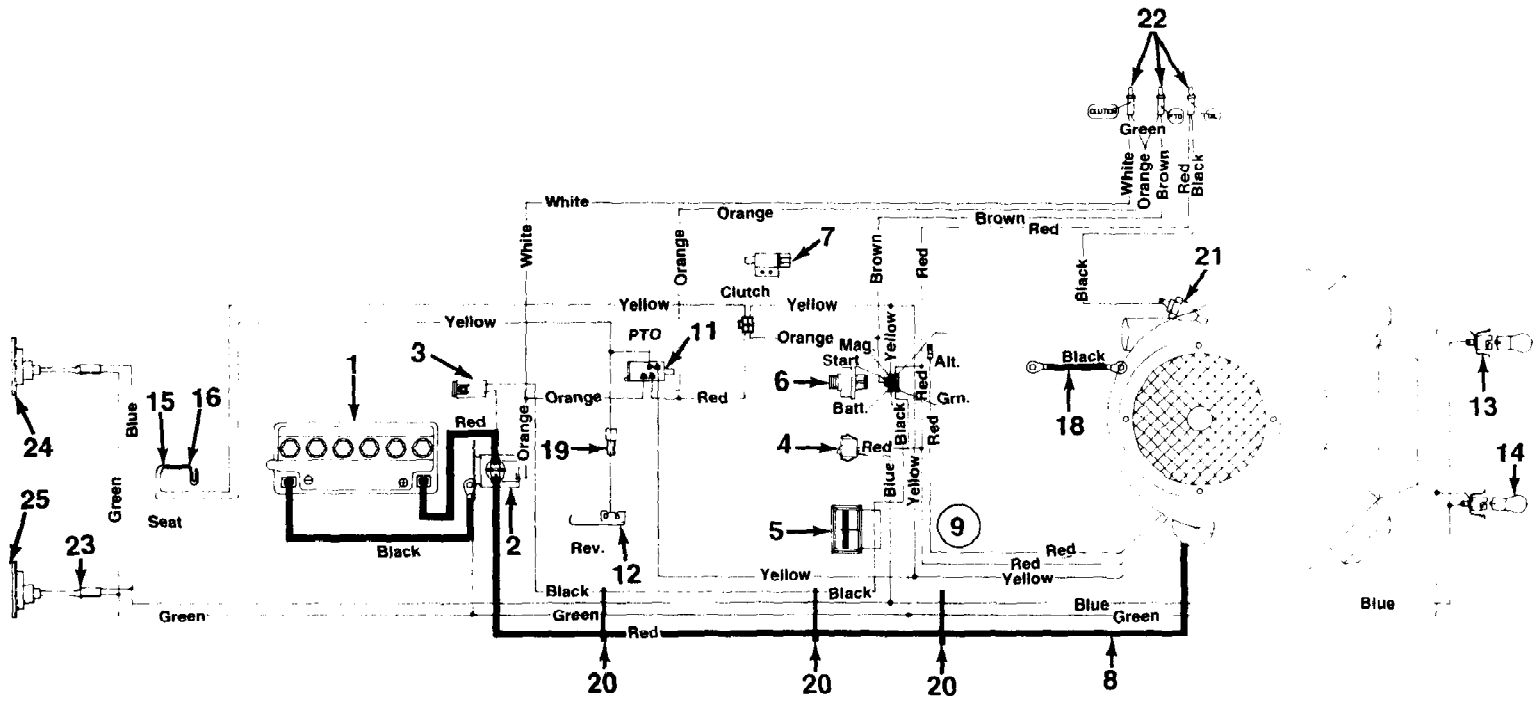 22
CLUTCH
PTO
OIL
Green
White
Orange
Brown
Red
Black
White
Orange
Brown
Red
White
Orange
7
Brown
Red
Black
21
Clutch
Yellow
Yellow
Yellow
PTO
11
Orange
Yellow
Mag.
Start
Alt.
1
3
6
Batt.
Red
Grn.
Black
18
13
15
16
Blue
24
Red
Orange
Orange
Red
Black
Red
19
4
Red
14
25
Green
Seat
23
Black
2
Rev.
12
5
Blue
Yellow
9
Red
Red
Yellow
Yellow
Black
Black
Green
Green
Blue
Green
Blue
Red
20
20
20
8